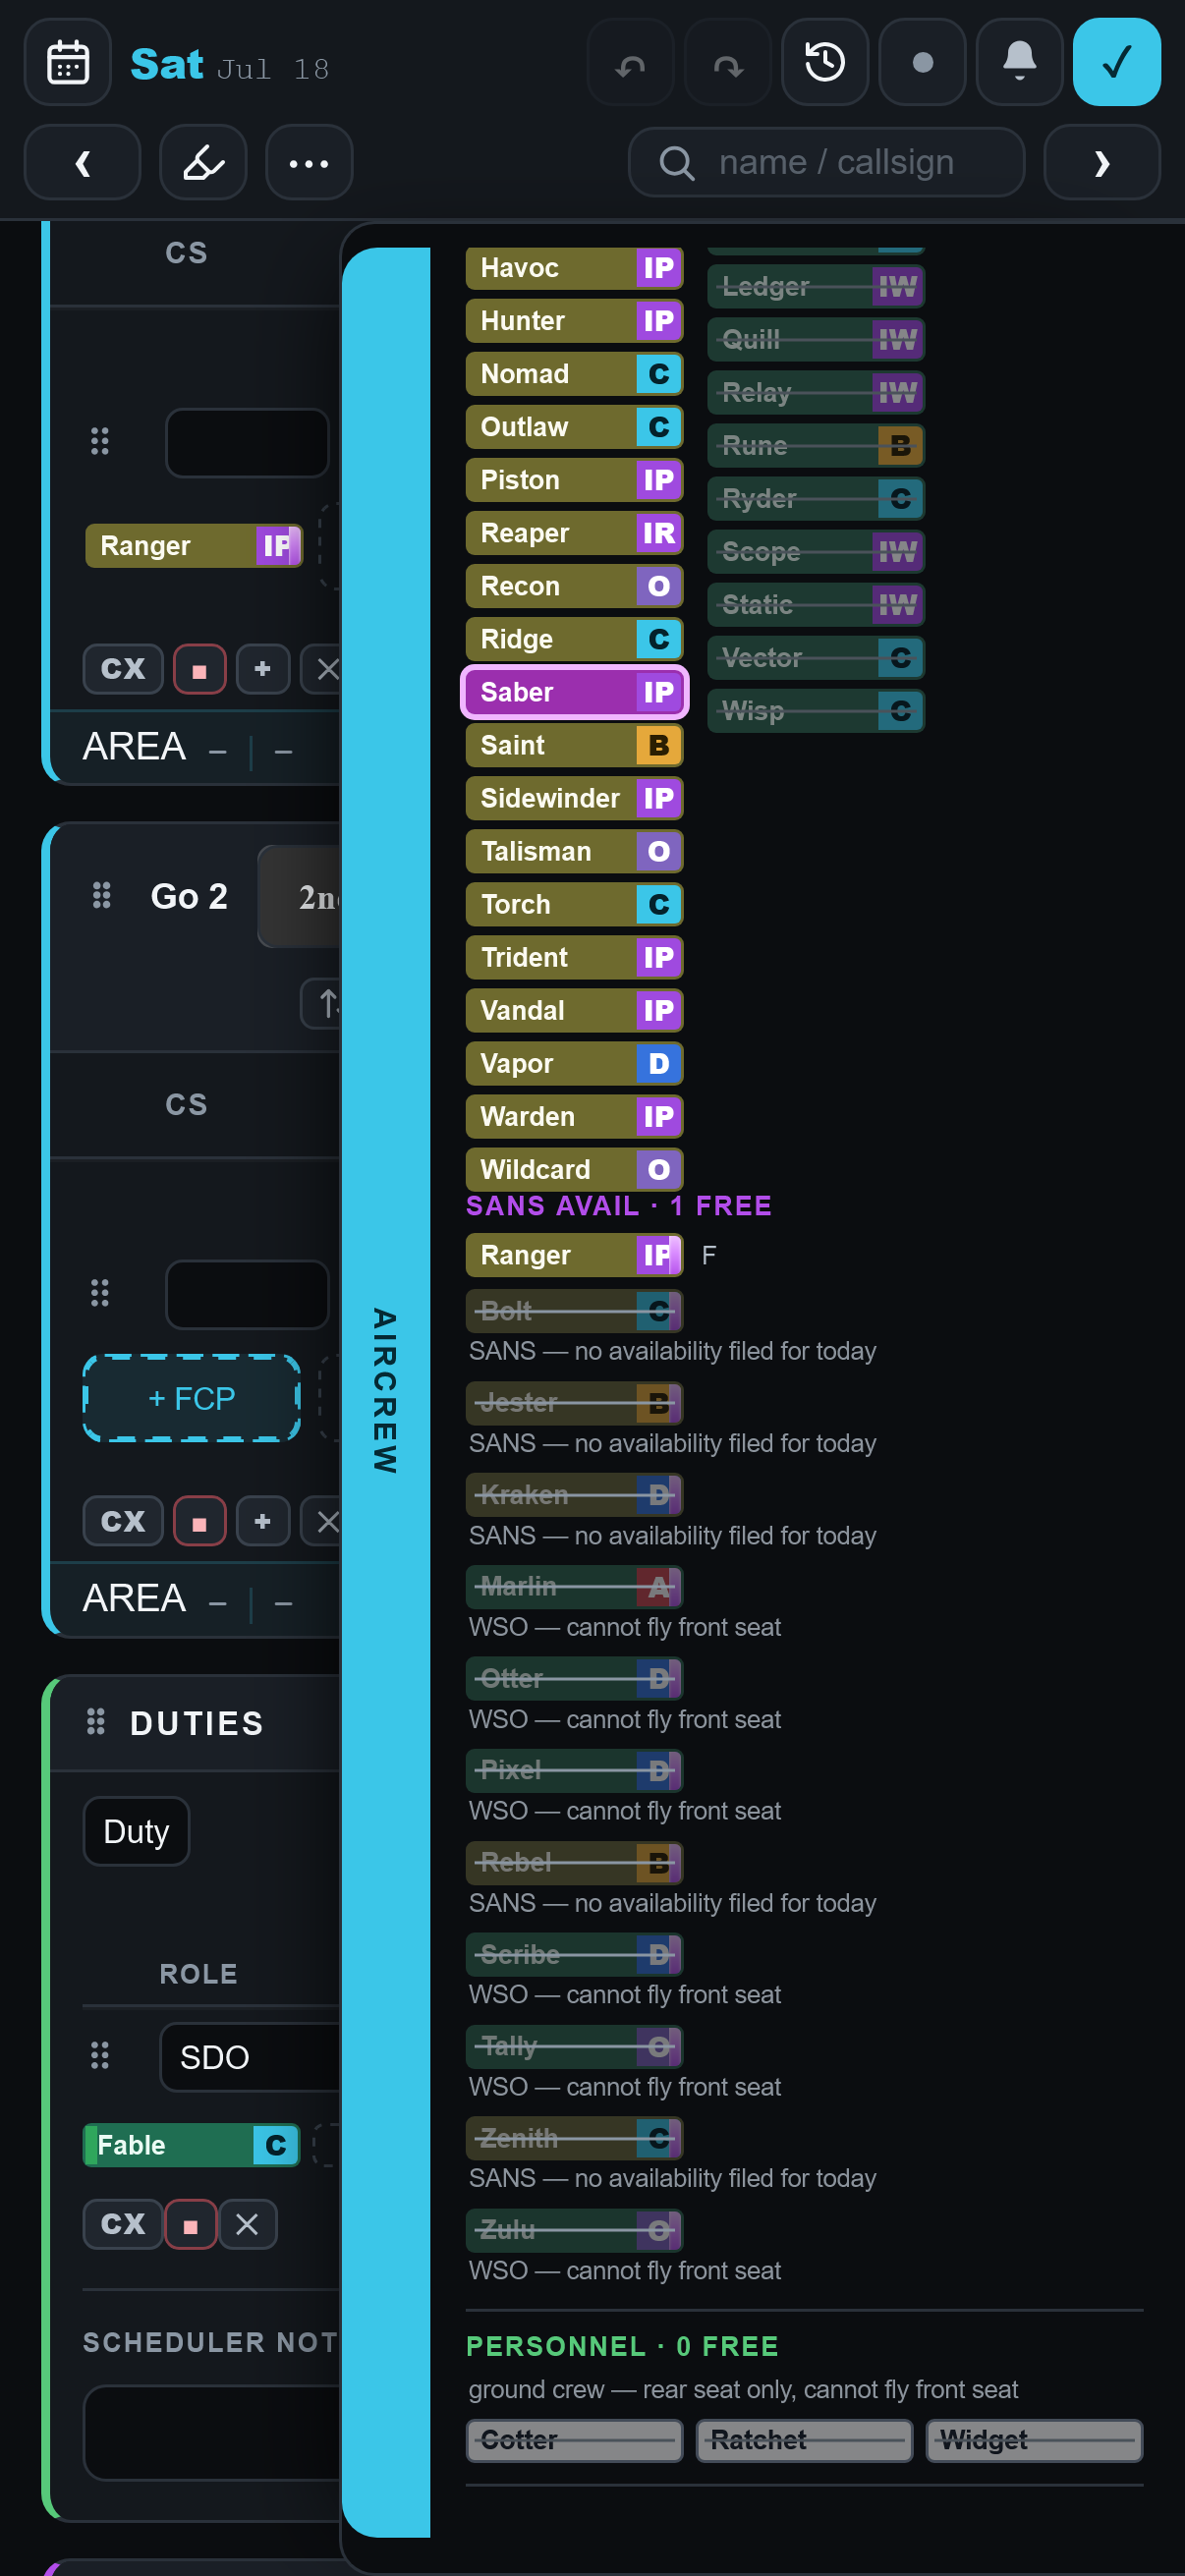 Sat Jul 18
name / callsign
CS
Ranger IP
CX + 
AREA – | –
Go 2
CS
+ FCP
CX +
AREA – | –
DUTIES
Duty
ROLE
SDO
Fable C
CX
SCHEDULER NOT
AIRCREW
Havoc IP
Hunter IP
Nomad C
Outlaw C
Piston IP
Reaper IR
Recon O
Ridge C
Saber IP
Saint B
Sidewinder IP
Talisman O
Torch C
Trident IP
Vandal IP
Vapor D
Warden IP
Wildcard O
Ledger IW
Quill IW
Relay IW
Rune B
Ryder C
Scope IW
Static IW
Vector C
Wisp C
SANS AVAIL · 1 FREE
Ranger IP F
Bolt C
SANS — no availability filed for today
Jester B
SANS — no availability filed for today
Kraken D
SANS — no availability filed for today
Marlin A
WSO — cannot fly front seat
Otter D
WSO — cannot fly front seat
Pixel D
WSO — cannot fly front seat
Rebel B
SANS — no availability filed for today
Scribe D
WSO — cannot fly front seat
Tally O
WSO — cannot fly front seat
Zenith C
SANS — no availability filed for today
Zulu O
WSO — cannot fly front seat
PERSONNEL · 0 FREE
ground crew — rear seat only, cannot fly front seat
Cotter Ratchet Widget